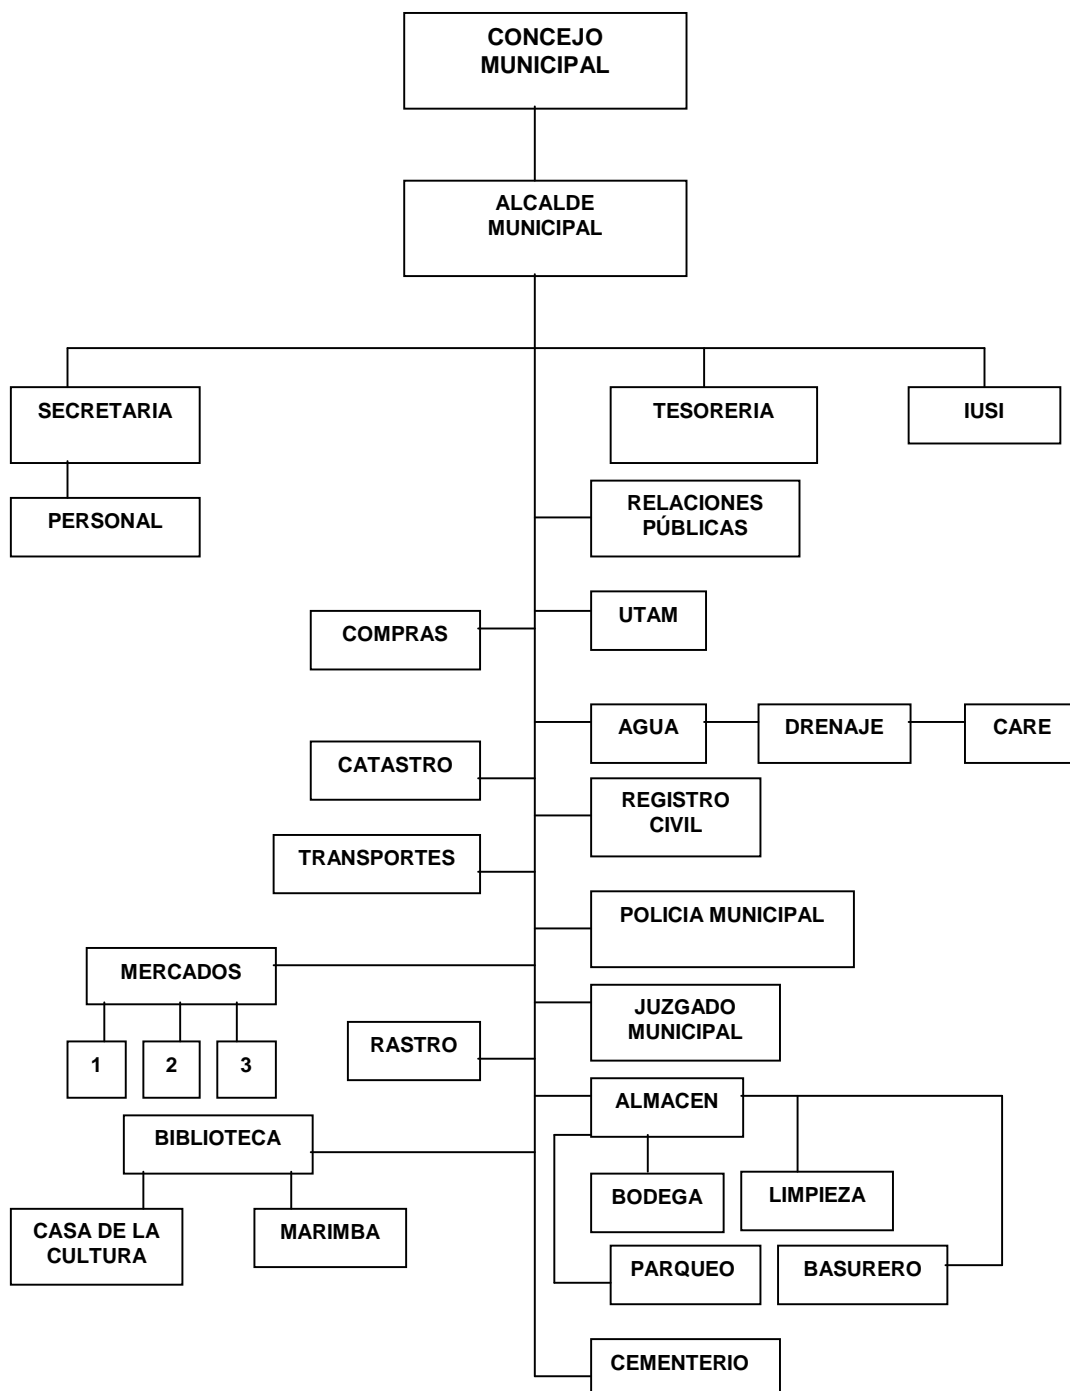 CONCEJO
MUNICIPAL
ALCALDE
MUNICIPAL
SECRETARIA
TESORERIA
IUSI
PERSONAL
RELACIONES
PÚBLICAS
UTAM
COMPRAS
AGUA
DRENAJE
CARE
CATASTRO
REGISTRO
CIVIL
TRANSPORTES
POLICIA MUNICIPAL
MERCADOS
1
2
3
JUZGADO
MUNICIPAL
RASTRO
ALMACEN
BIBLIOTECA
BODEGA
LIMPIEZA
CASA DE LA
CULTURA
MARIMBA
PARQUEO
BASURERO
CEMENTERIO